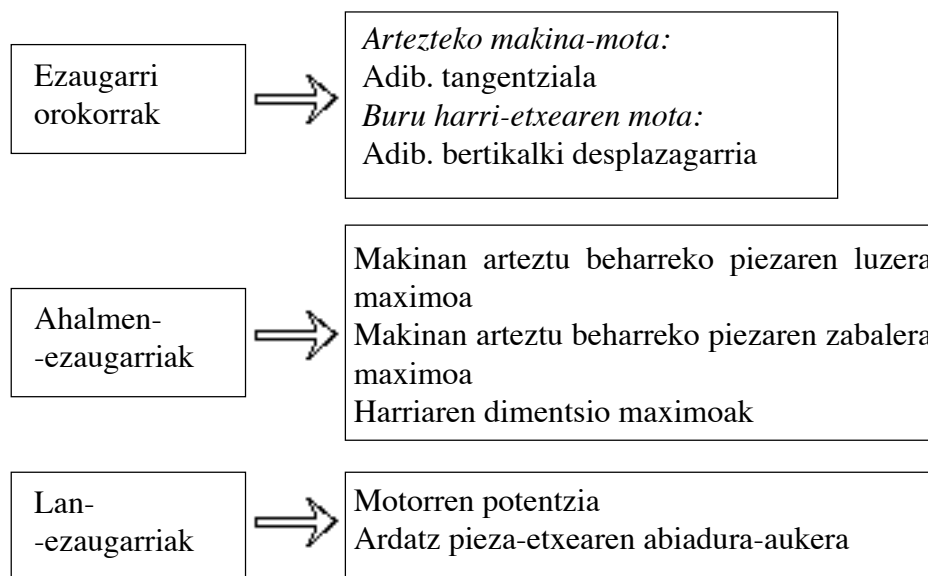 Ezaugarri
orokorrak
Artezteko makina-mota:
Adib. tangentziala
Buru harri-etxearen mota:
Adib. bertikalki desplazagarria
Ahalmen-
-ezaugarriak
Makinan arteztu beharreko piezaren luzera
maximoa
Makinan arteztu beharreko piezaren zabalera
maximoa
Harriaren dimentsio maximoak
Lan-
-ezaugarriak
Motorren potentzia
Ardatz pieza-etxearen abiadura-aukera